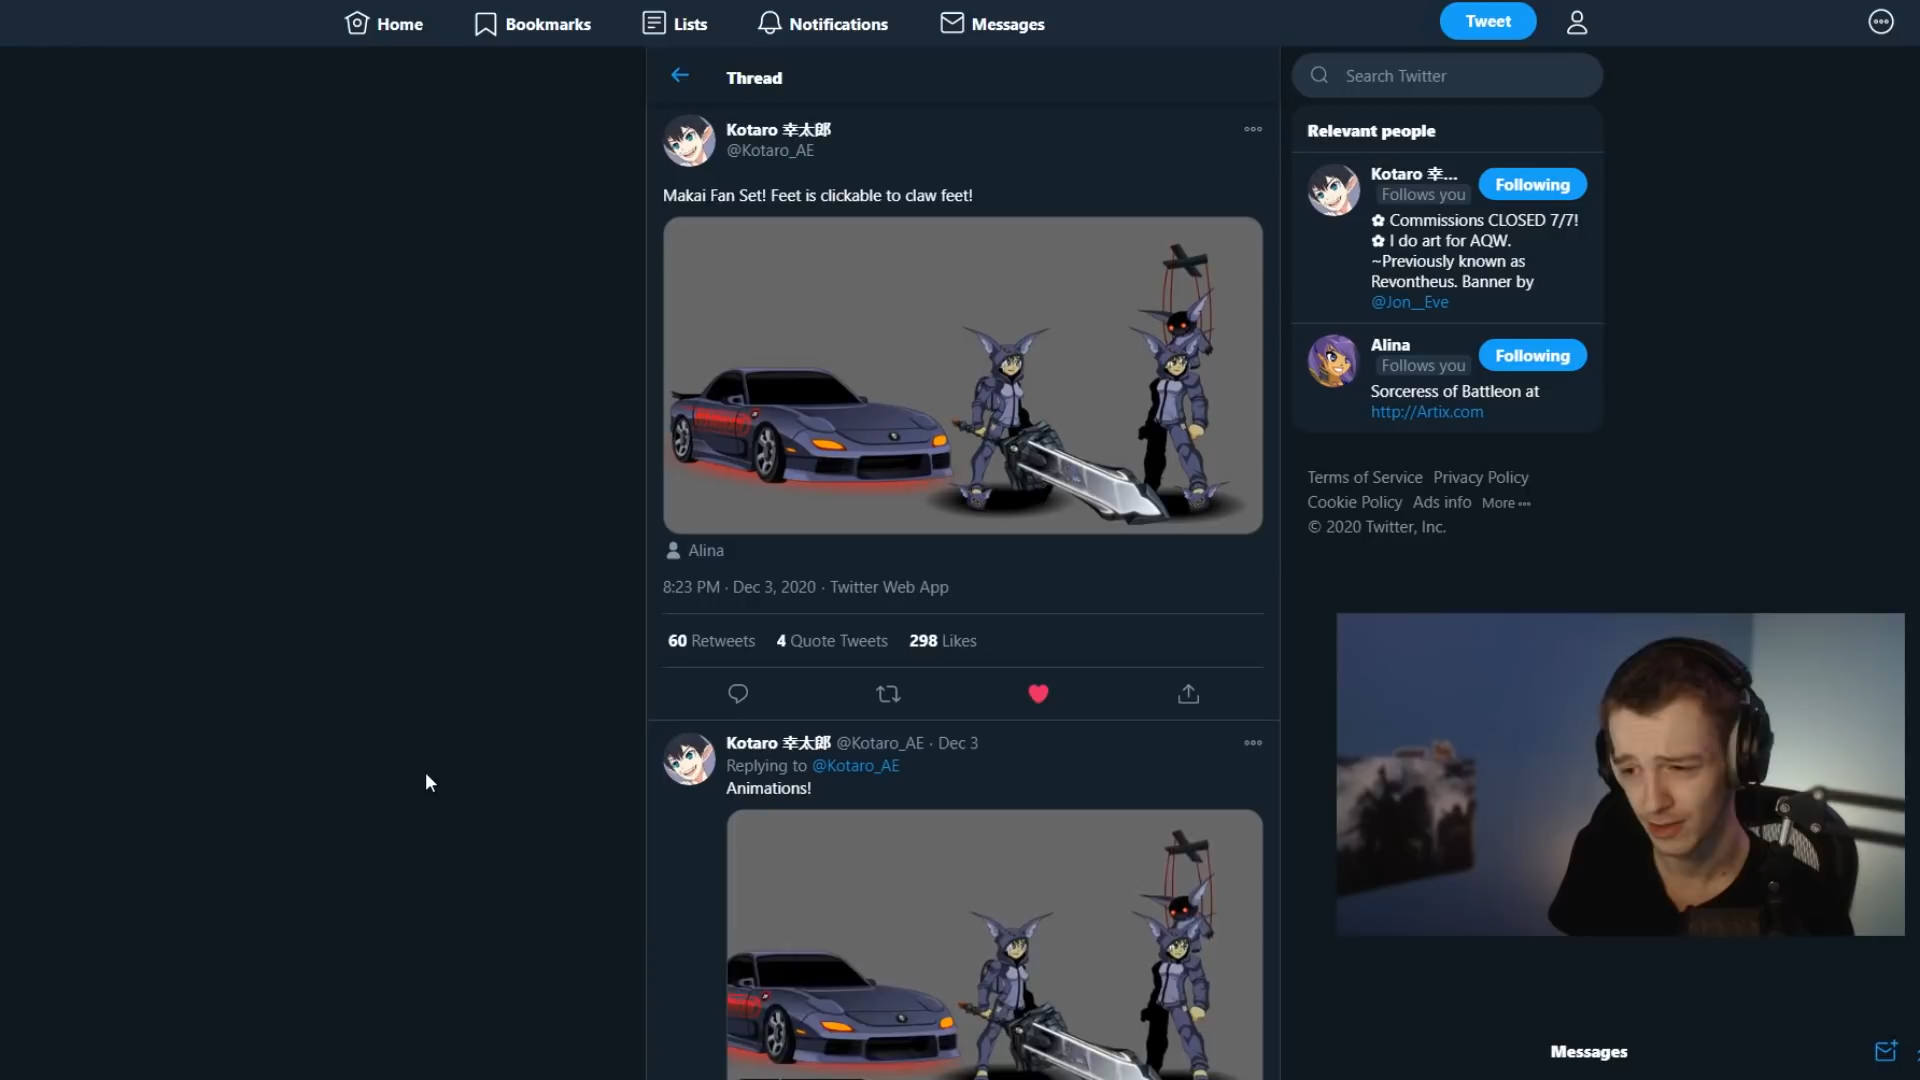 Home
Bookmarks
Lists
Notifications
Messages
Tweet
Thread
Search Twitter
Kotaro 幸太郎
@Kotaro_AE
Makai Fan Set! Feet is clickable to claw feet!
Alina
8:23 PM · Dec 3, 2020 · Twitter Web App
60 Retweets 4 Quote Tweets 298 Likes
Kotaro 幸太郎 @Kotaro_AE · Dec 3
Replying to @Kotaro_AE
Animations!
Relevant people
Kotaro 幸...
Follows you
Following
✿ Commissions CLOSED 7/7!
✿ I do art for AQW.
~Previously known as
Revontheus. Banner by
@Jon__Eve
Alina
Follows you
Following
Sorceress of Battleon at
http://Artix.com
Terms of Service Privacy Policy
Cookie Policy Ads info More
© 2020 Twitter, Inc.
Messages